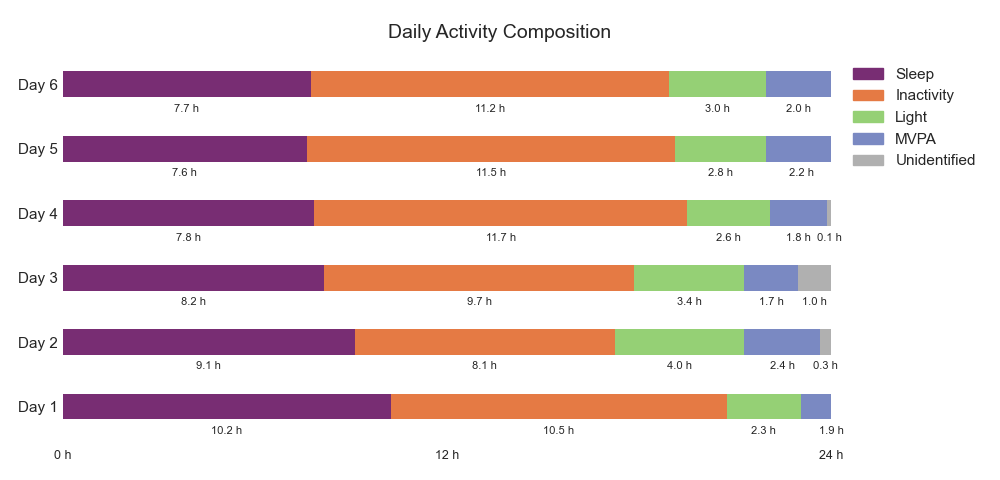 Daily Activity Composition
Day 6
7.7 h 11.2 h 3.0 h 2.0 h
Day 5
7.6 h 11.5 h 2.8 h 2.2 h
Day 4
7.8 h 11.7 h 2.6 h 1.8 h 0.1 h
Day 3
8.2 h 9.7 h 3.4 h 1.7 h 1.0 h
Day 2
9.1 h 8.1 h 4.0 h 2.4 h 0.3 h
Day 1
10.2 h 10.5 h 2.3 h 1.9 h
0 h 12 h 24 h
Sleep
Inactivity
Light
MVPA
Unidentified